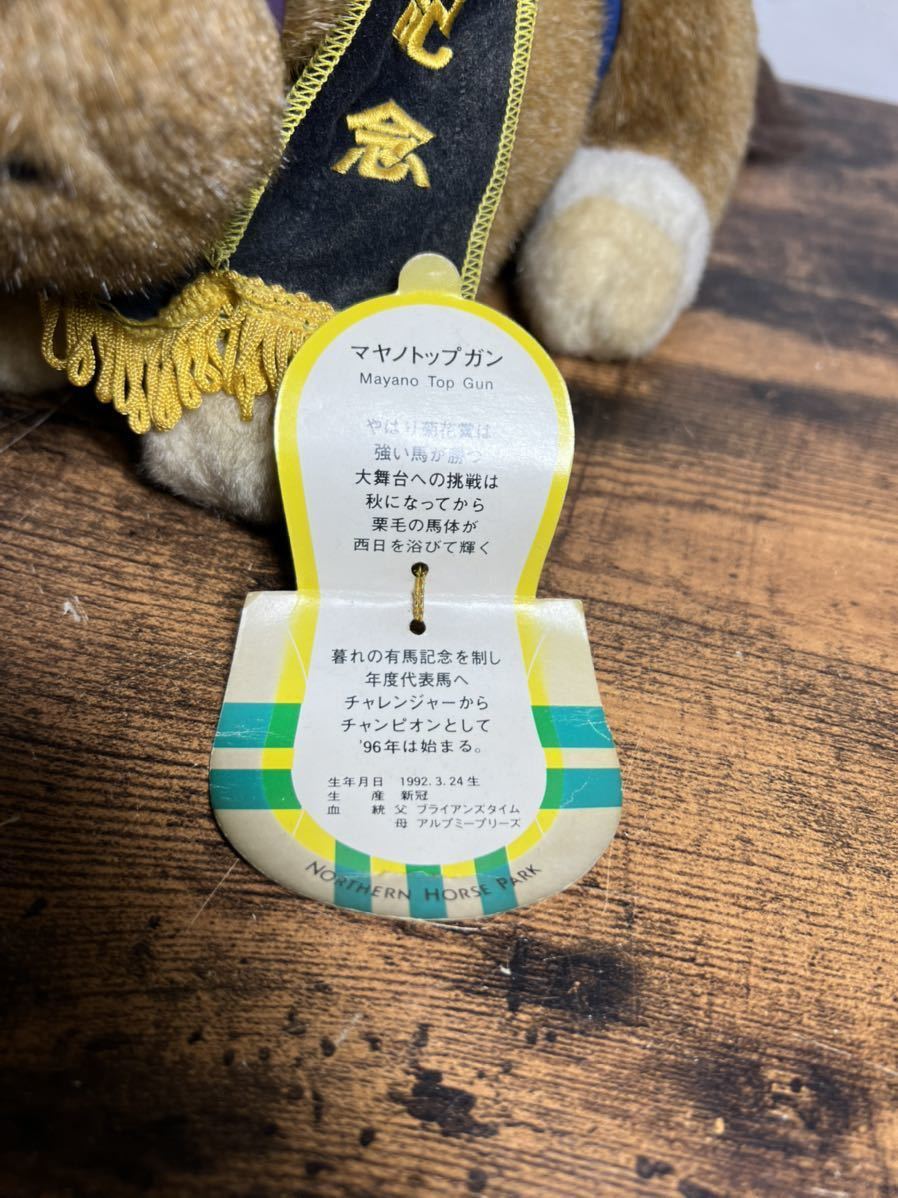 記
念
マヤノトップガン
Mayano Top Gun
やはり菊花賞は
強い馬が勝つ
大舞台への挑戦は
秋になってから
栗毛の馬体が
西日を浴びて輝く
暮れの有馬記念を制し
年度代表馬へ
チャレンジャーから
チャンピオンとして
'96年は始まる。
生年月日 1992.3.24生
生産 新冠
血統 父 ブライアンズタイム
母 アルプミープリーズ
NORTHERN HORSE PARK